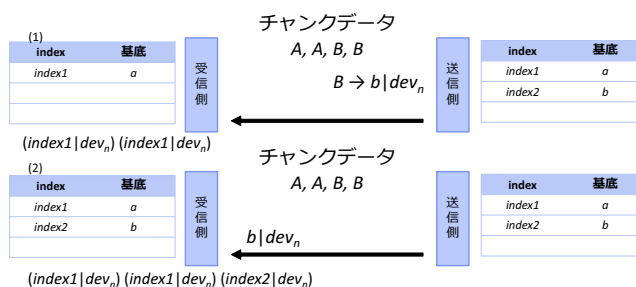 (1)
チャンクデータ
A, A, B, B
index 基底
index1 a
受信側
B → b|devn
送信側
index 基底
index1 a
index2 b
(index1|devn) (index1|devn)
(2)
チャンクデータ
A, A, B, B
index 基底
index1 a
index2 b
受信側
b|devn
送信側
index 基底
index1 a
index2 b
(index1|devn) (index1|devn) (index2|devn)